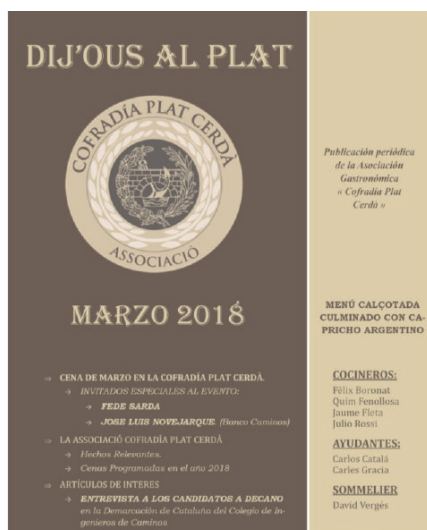 DIJ'OUS AL PLAT
COFRADÍA PLAT CERDÀ
ASSOCIACIÓ
MARZO 2018
⇒ CENA DE MARZO EN LA COFRADÍA PLAT CERDÀ.
→ INVITADOS ESPECIALES AL EVENTO:
→ FEDE SARDA
→ JOSE LUIS NOVEJARQUE. (Banco Caminos)
⇒ LA ASSOCIACIÓ COFRADÍA PLAT CERDÀ
→ Hechos Relevantes.
→ Cenas Programadas en el año 2018
⇒ ARTÍCULOS DE INTERES
→ ENTREVISTA A LOS CANDIDATOS A DECANO
en la Demarcación de Cataluña del Colegio de In-
genieros de Caminos
Publicación periódica
de la Asociación
Gastronómica
« Cofradía Plat
Cerdà »
MENÚ CALÇOTADA
CULMINADO CON CA-
PRICHO ARGENTINO
COCINEROS:
Félix Boronat
Quim Fenollosa
Jaume Fleta
Julio Rossi
AYUDANTES:
Carlos Catalá
Carles Gracia
SOMMELIER
David Vergés